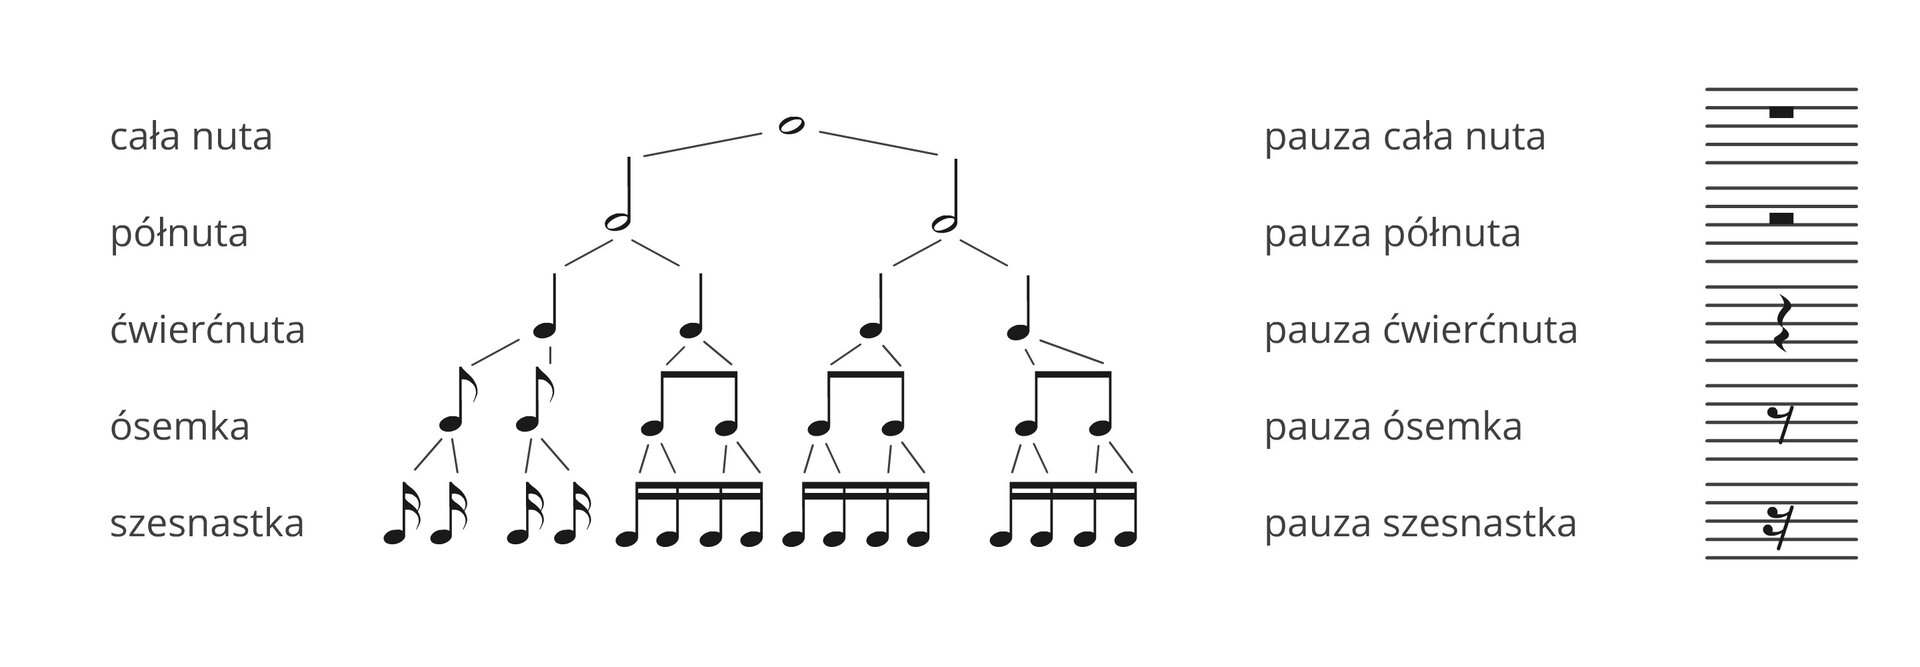 cała nuta
półnuta
ćwierćnuta
ósemka
szesnastka
pauza cała nuta
pauza półnuta
pauza ćwierćnuta
pauza ósemka
pauza szesnastka